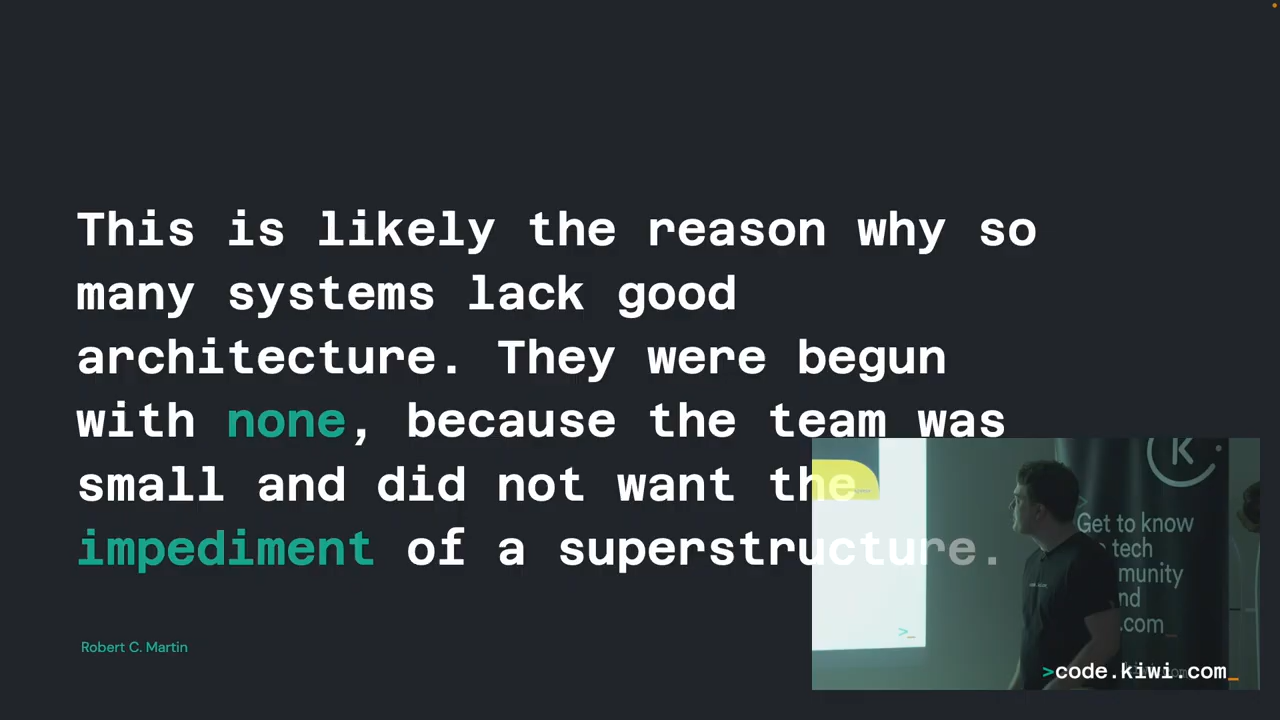 This is likely the reason why so
many systems lack good
architecture. They were begun
with none, because the team was
small and did not want the
impediment of a superstructure.
Robert C. Martin
K
Get to know
tech
munity
nd
.com_
>_
>code.kiwi.com_